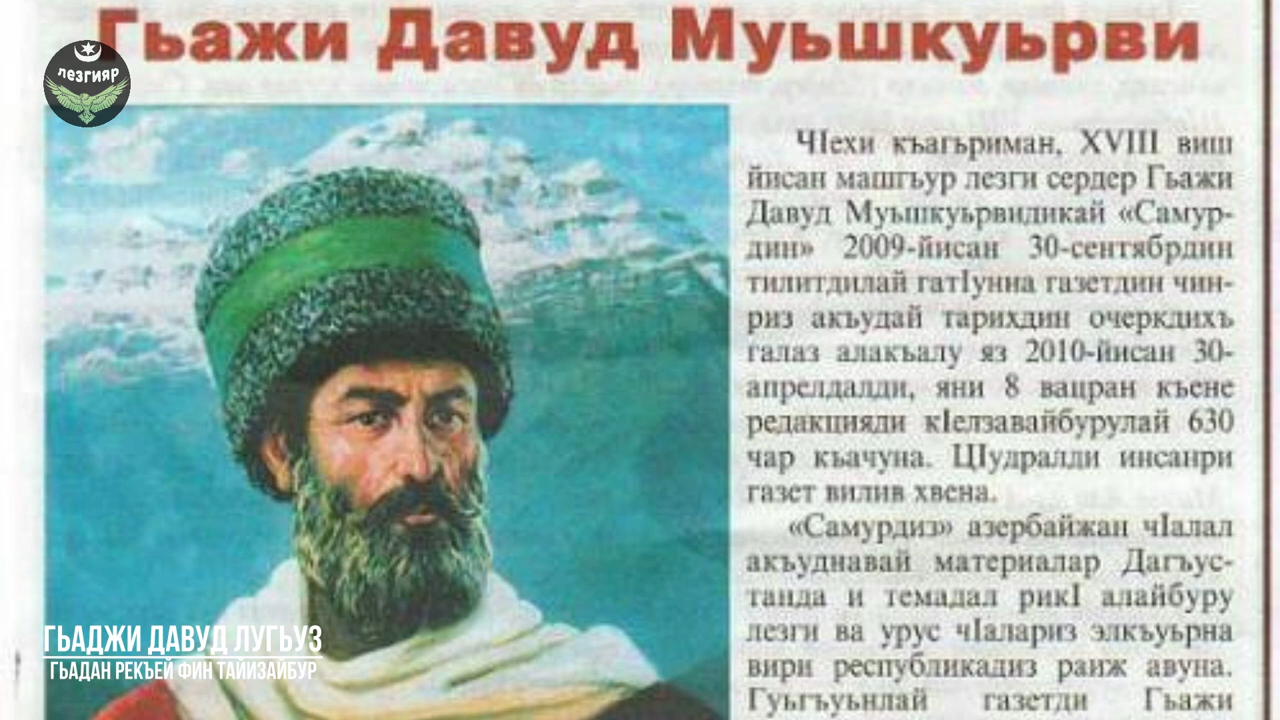 Гьажи Давуд Муьшкуьрви
лезгияр
ЧIехи къагьриман, XVIII виш
йисан машгъур лезги сердер Гьажи
Давуд Муьшкуьрвидикай «Самур-
дин» 2009-йисан 30-сентябрдин
тилитдилай гатIунна газетдин чин-
риз акъудай тарихдин очеркдихъ
галаз алакъалу яз 2010-йисан 30-
апрелдалди, яни 8 вацран къене
редакцияди кIелзавайбурулай 630
чар къачуна. ЦIудралди инсанри
газет вилив хвена.
«Самурдиз» азербайжан чIалал
акъуднавай материалар Дагъус-
танда и темадал рикI алайбуру
лезги ва урус чIалариз элкъуьрна
вири республикадиз раиж авуна.
Гуьгъуьнлай газетди Гьажи
ГЬАДЖИ ДАВУД ЛУГЬУЗ
ГЬАДАН РЕКЪЕЙ ФИН ТАЙИЗАЙБУР